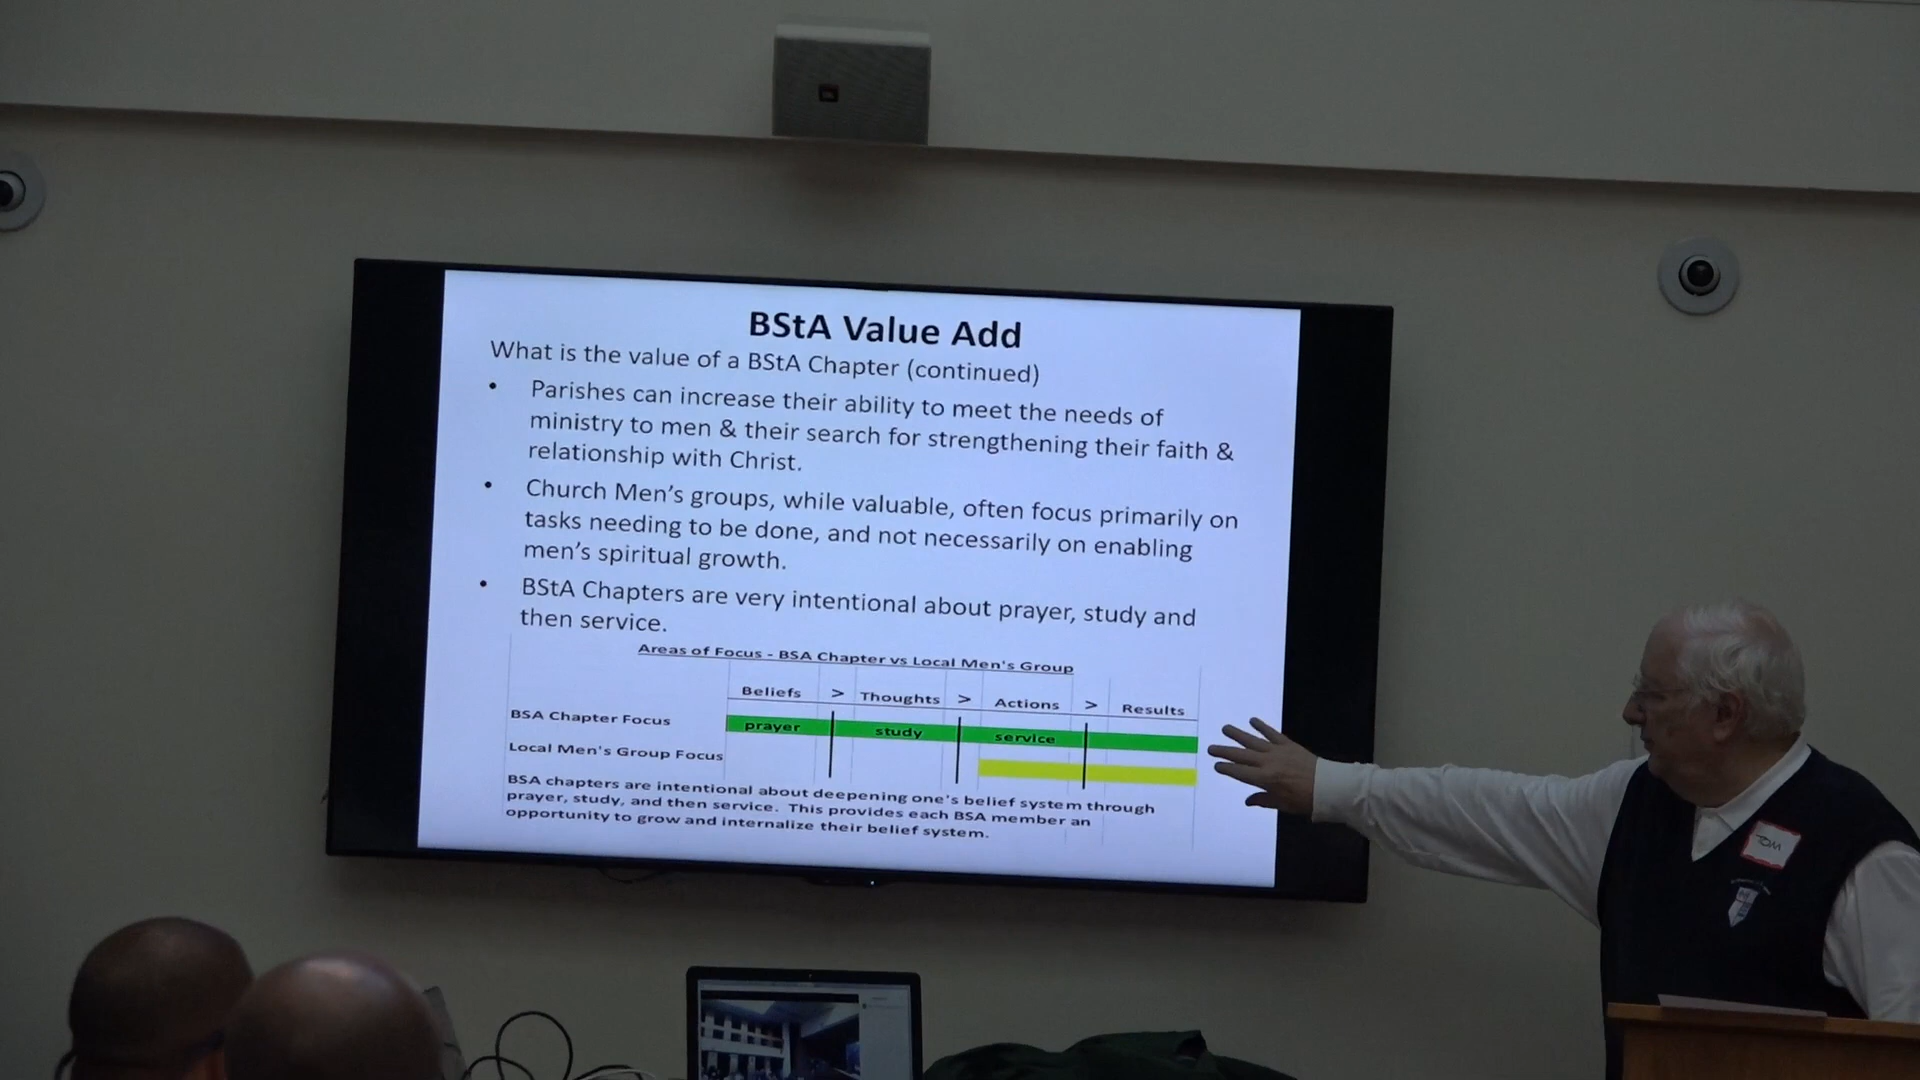 BStA Value Add
What is the value of a BStA Chapter (continued)
• Parishes can increase their ability to meet the needs of
ministry to men & their search for strengthening their faith &
relationship with Christ.
• Church Men's groups, while valuable, often focus primarily on
tasks needing to be done, and not necessarily on enabling
men's spiritual growth.
• BStA Chapters are very intentional about prayer, study and
then service.
Areas of Focus - BSA Chapter vs Local Men's Group
Beliefs > Thoughts > Actions > Results
BSA Chapter Focus prayer study service
Local Men's Group Focus
BSA chapters are intentional about deepening one's belief system through
prayer, study, and then service. This provides each BSA member an
opportunity to grow and internalize their belief system.
TOM